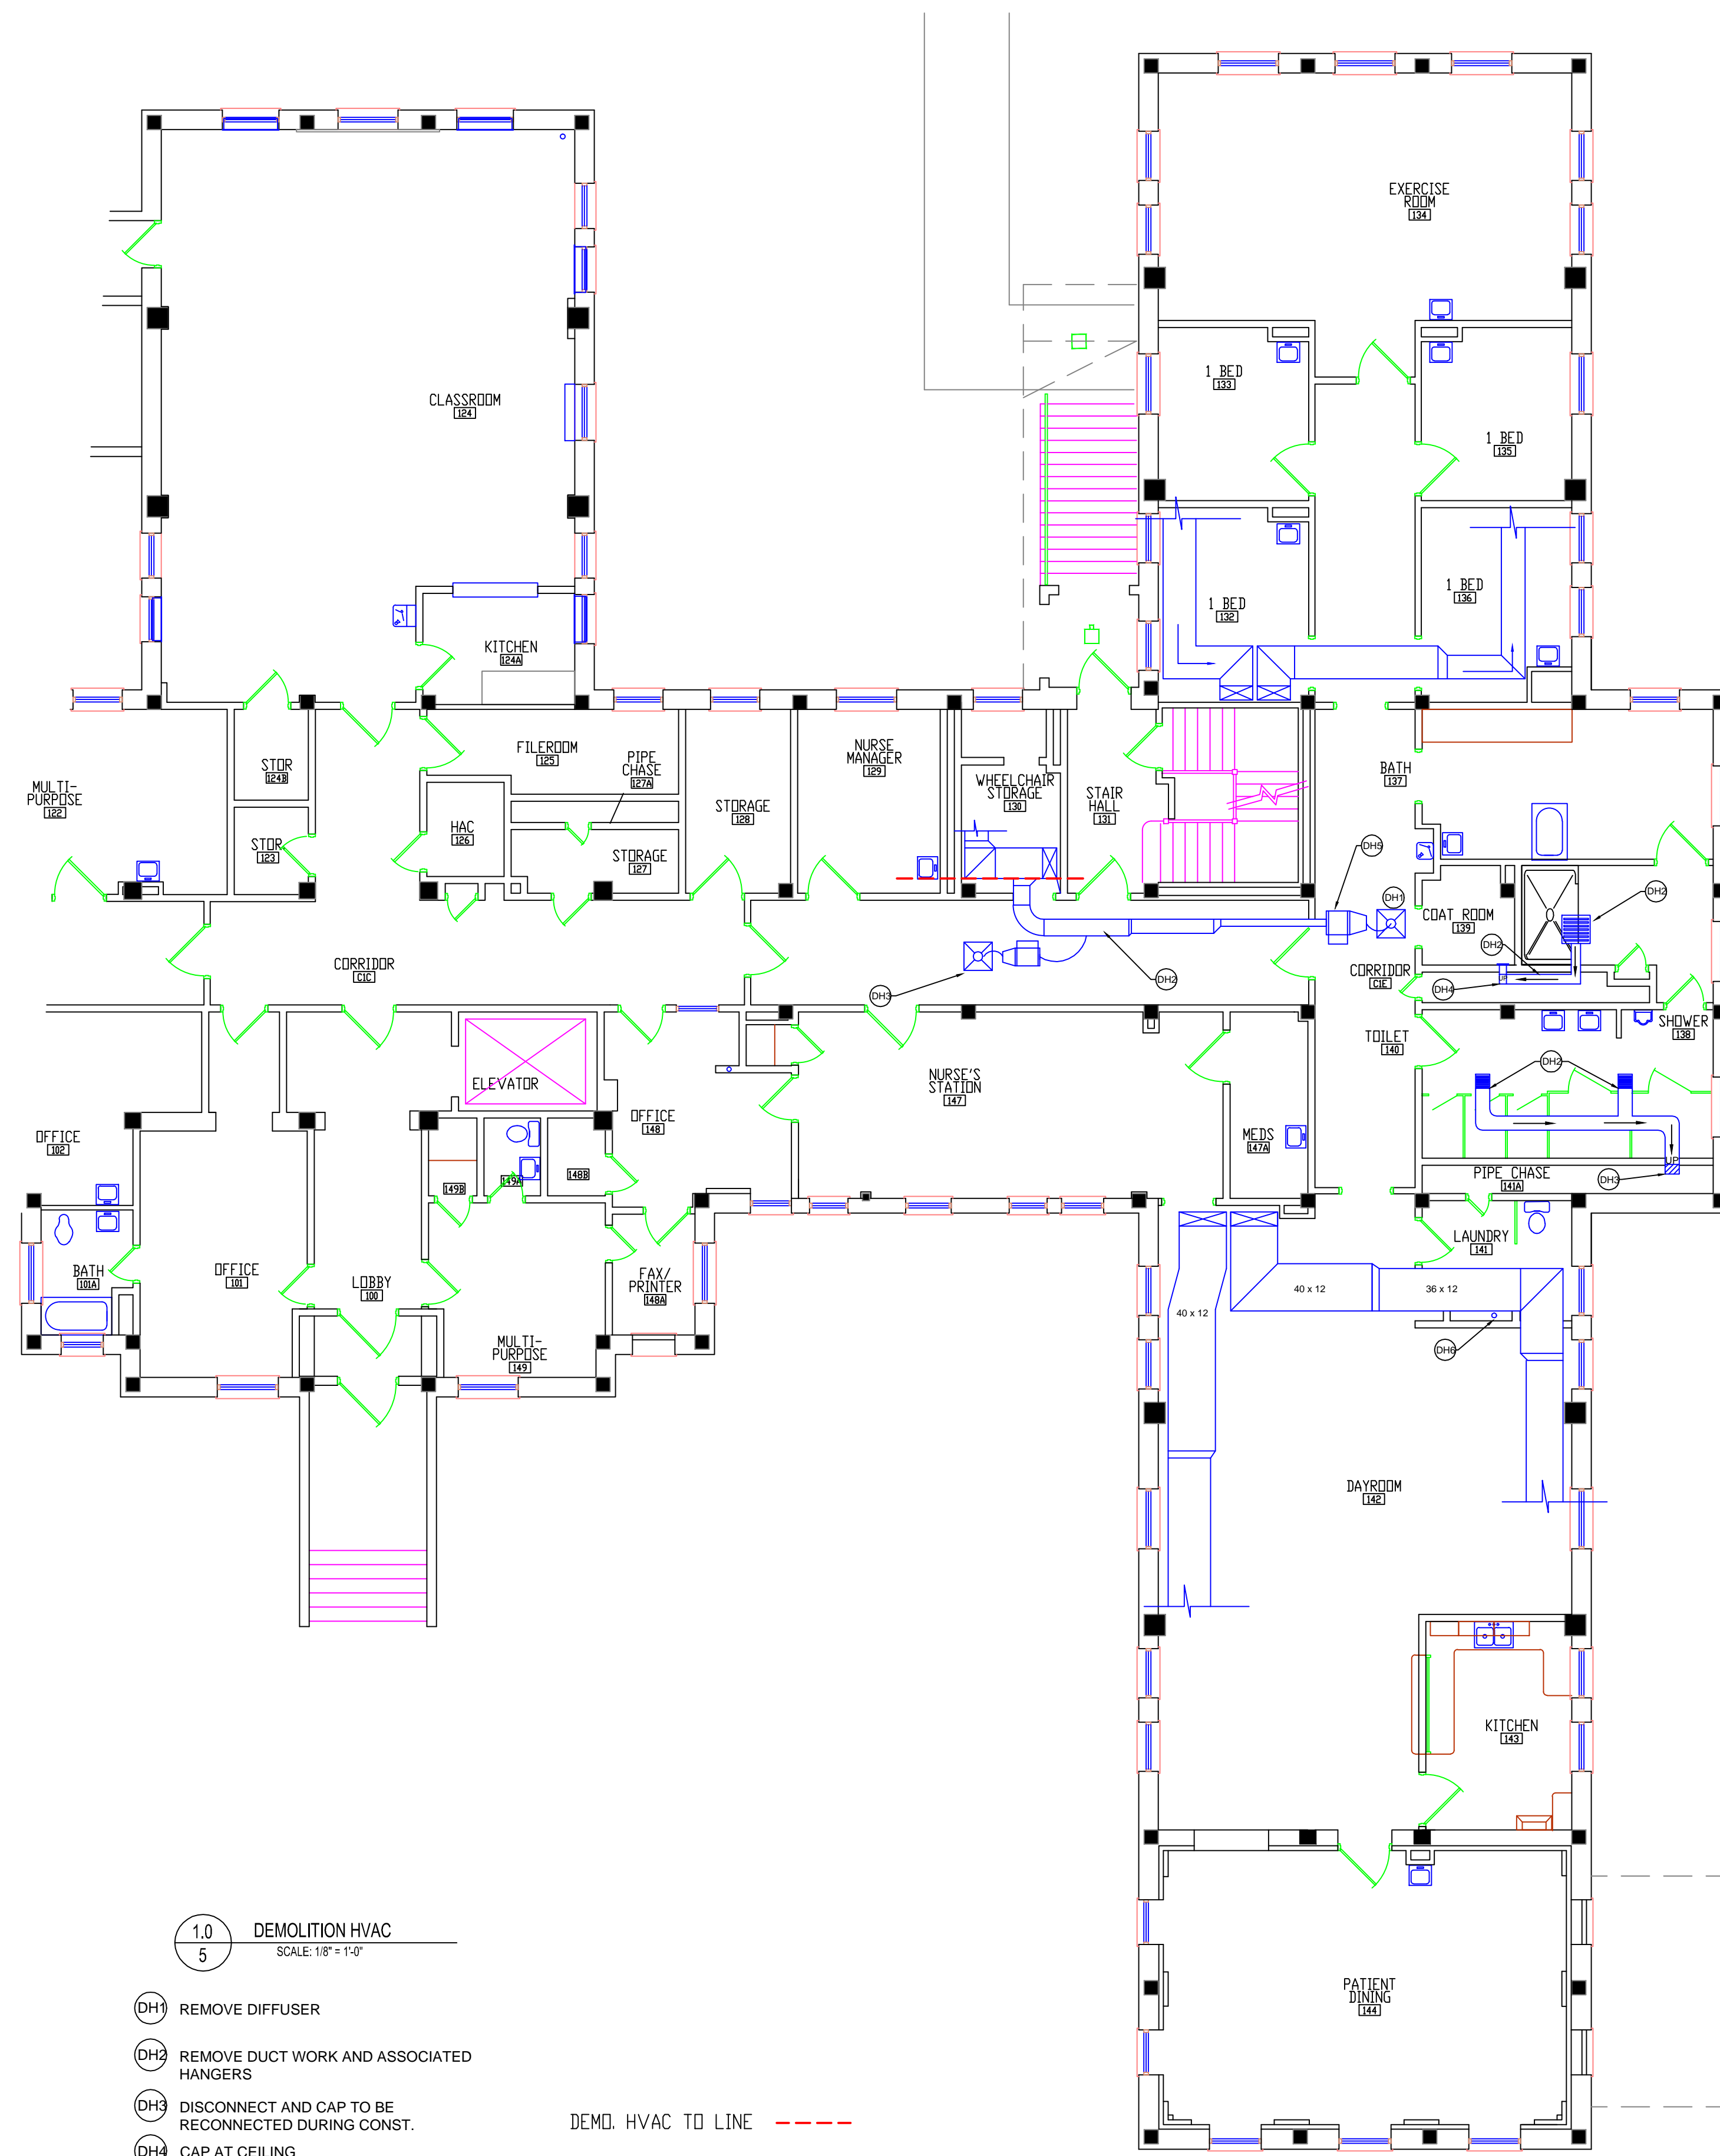 EXERCISE
ROOM
134
CLASSROOM
124
1 BED
133
1 BED
135
1 BED
132
1 BED
136
KITCHEN
124A
FILEROOM
125
PIPE
CHASE
127A
NURSE
MANAGER
129
STOR
124B
MULTI-
PURPOSE
122
STORAGE
128
WHEELCHAIR
STORAGE
130
STAIR
HALL
131
BATH
137
STOR
123
HAC
126
STORAGE
127
DH5
DH1
DH2
COAT ROOM
139
DH2
CORRIDOR
C1C
CORRIDOR
C1E
UP
DH4
DH3
DH2
SHOWER
138
TOILET
140
DH2
ELEVATOR
NURSE'S
STATION
147
OFFICE
148
OFFICE
102
MEDS
147A
149B
149A
148B
UP
PIPE CHASE
141A
DH3
LAUNDRY
141
BATH
101A
OFFICE
101
LOBBY
100
FAX/
PRINTER
148A
40 x 12
36 x 12
40 x 12
DH6
MULTI-
PURPOSE
149
DAYROOM
142
KITCHEN
143
PATIENT
DINING
144
1.0
5
DEMOLITION HVAC
SCALE: 1/8" = 1'-0"
DH1 REMOVE DIFFUSER
DH2 REMOVE DUCT WORK AND ASSOCIATED
HANGERS
DH3 DISCONNECT AND CAP TO BE
RECONNECTED DURING CONST.
DEMO. HVAC TO LINE
DH4 CAP AT CEILING